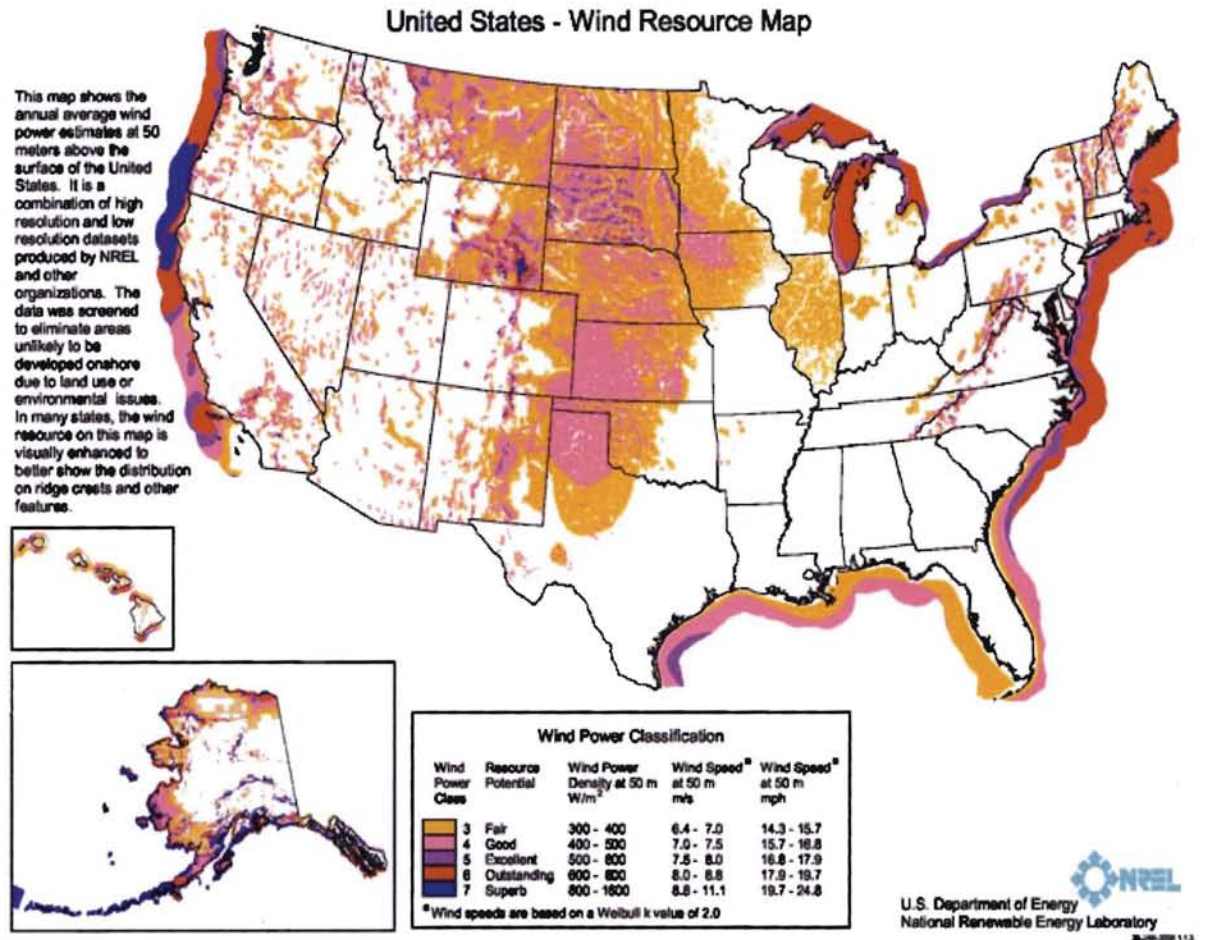 United States - Wind Resource Map
This map shows the
annual average wind
power estimates at 50
meters above the
surface of the United
States. It is a
combination of high
resolution and low
resolution datasets
produced by NREL
and other
organizations. The
data was screened
to eliminate areas
unlikely to be
developed onshore
due to land use or
environmental issues.
In many states, the wind
resource on this map is
visually enhanced to
better show the distribution
on ridge crests and other
features.
Wind Power Classification
Wind Resource Wind Power Wind Speedª Wind Speedª
Power Potential Density at 50 m at 50 m at 50 m
Class W/m² m/s mph
3 Fair 300 - 400 6.4 - 7.0 14.3 - 15.7
4 Good 400 - 500 7.0 - 7.5 15.7 - 16.8
5 Excellent 500 - 600 7.5 - 8.0 16.8 - 17.9
6 Outstanding 600 - 800 8.0 - 8.8 17.9 - 19.7
7 Superb 800 - 1600 8.8 - 11.1 19.7 - 24.8
ª Wind speeds are based on a Weibull k value of 2.0
NREL
U.S. Department of Energy
National Renewable Energy Laboratory